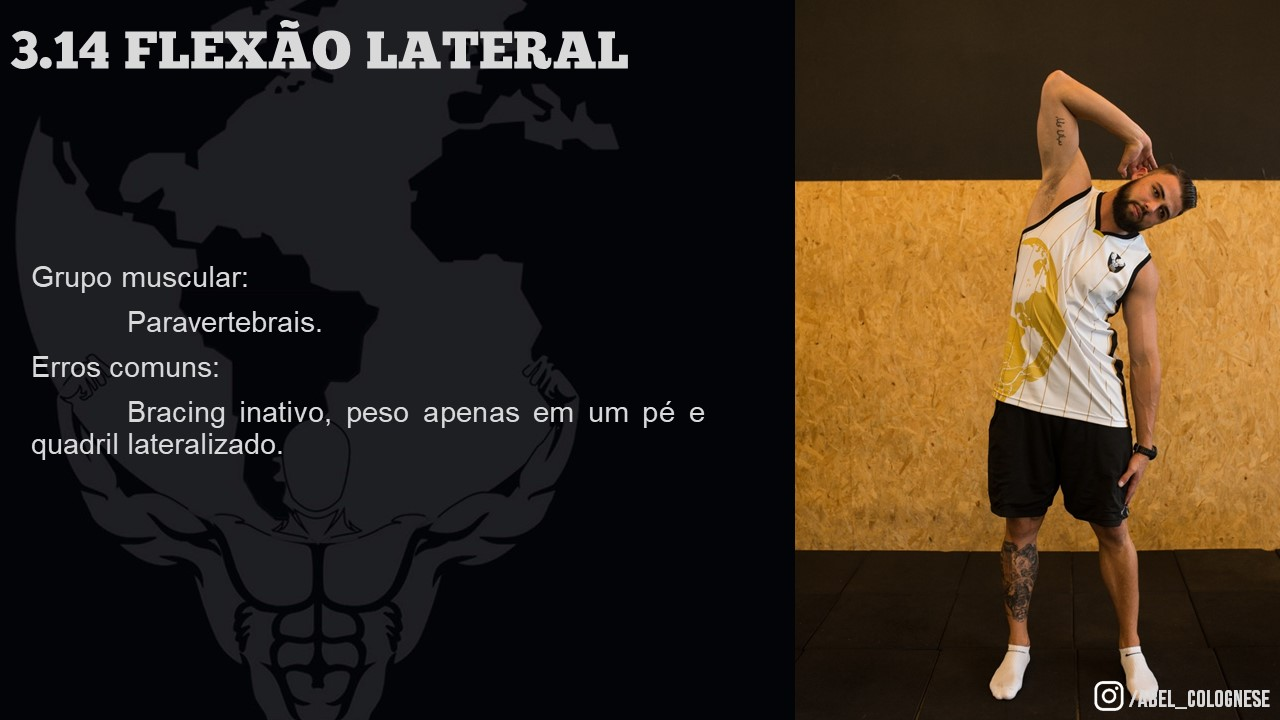 3.14 FLEXÃO LATERAL
Grupo muscular:
Paravertebrais.
Erros comuns:
Bracing inativo, peso apenas em um pé e
quadril lateralizado.
/ABEL_COLOGNESE